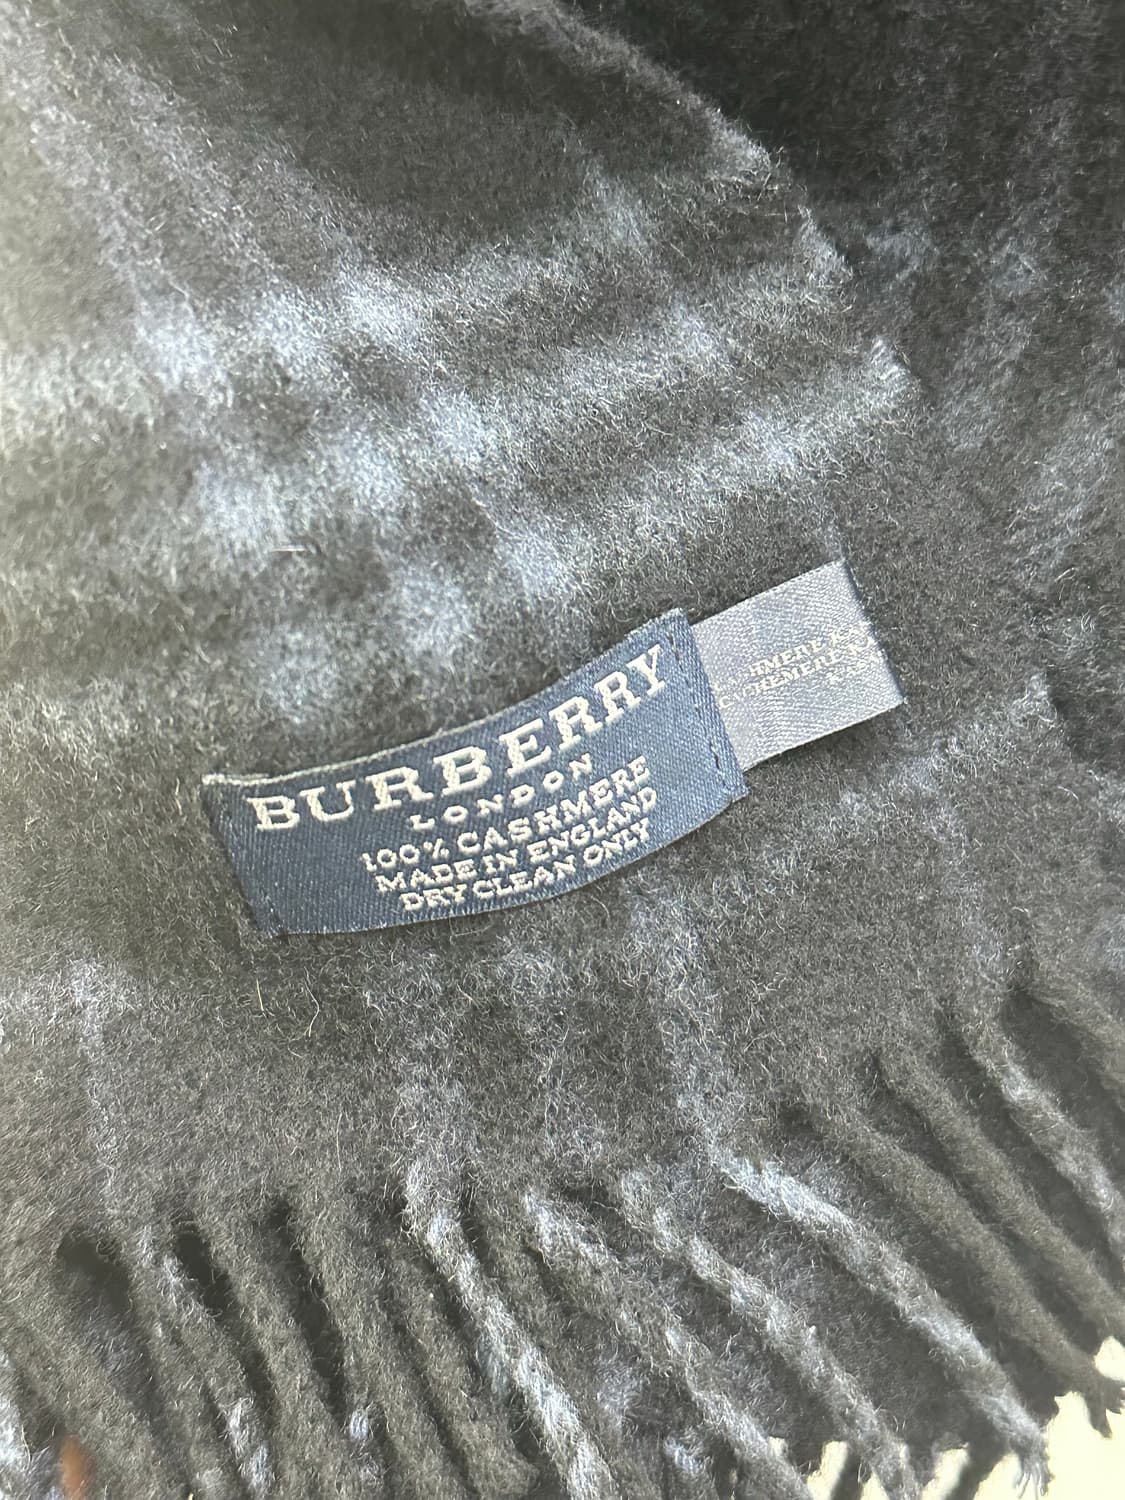 BURBERRY
LONDON
100% CASHMERE
MADE IN ENGLAND
DRY CLEAN ONLY